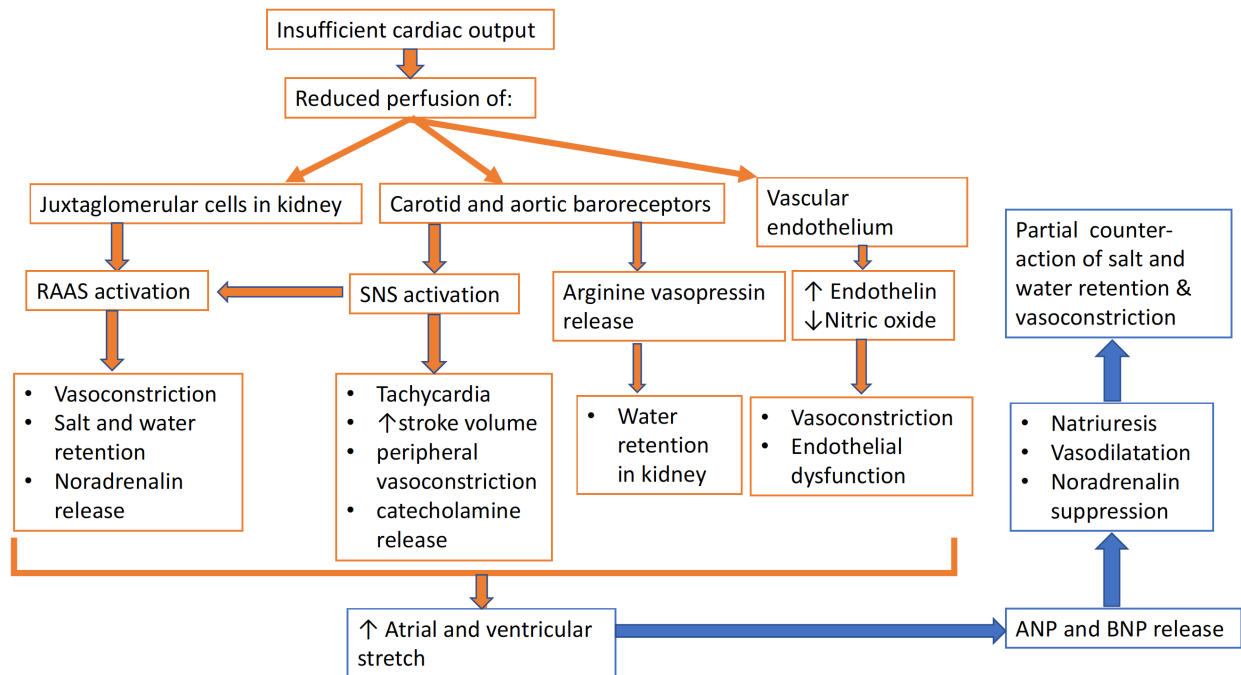 Insufficient cardiac output
Reduced perfusion of:
Juxtaglomerular cells in kidney
Carotid and aortic baroreceptors
Vascular
endothelium
RAAS activation
SNS activation
Arginine vasopressin
release
↑ Endothelin
↓Nitric oxide
• Vasoconstriction
• Salt and water
retention
• Noradrenalin
release
• Tachycardia
• ↑stroke volume
• peripheral
vasoconstriction
• catecholamine
release
• Water
retention
in kidney
• Vasoconstriction
• Endothelial
dysfunction
↑ Atrial and ventricular
stretch
ANP and BNP release
• Natriuresis
• Vasodilatation
• Noradrenalin
suppression
Partial counter-
action of salt and
water retention &
vasoconstriction